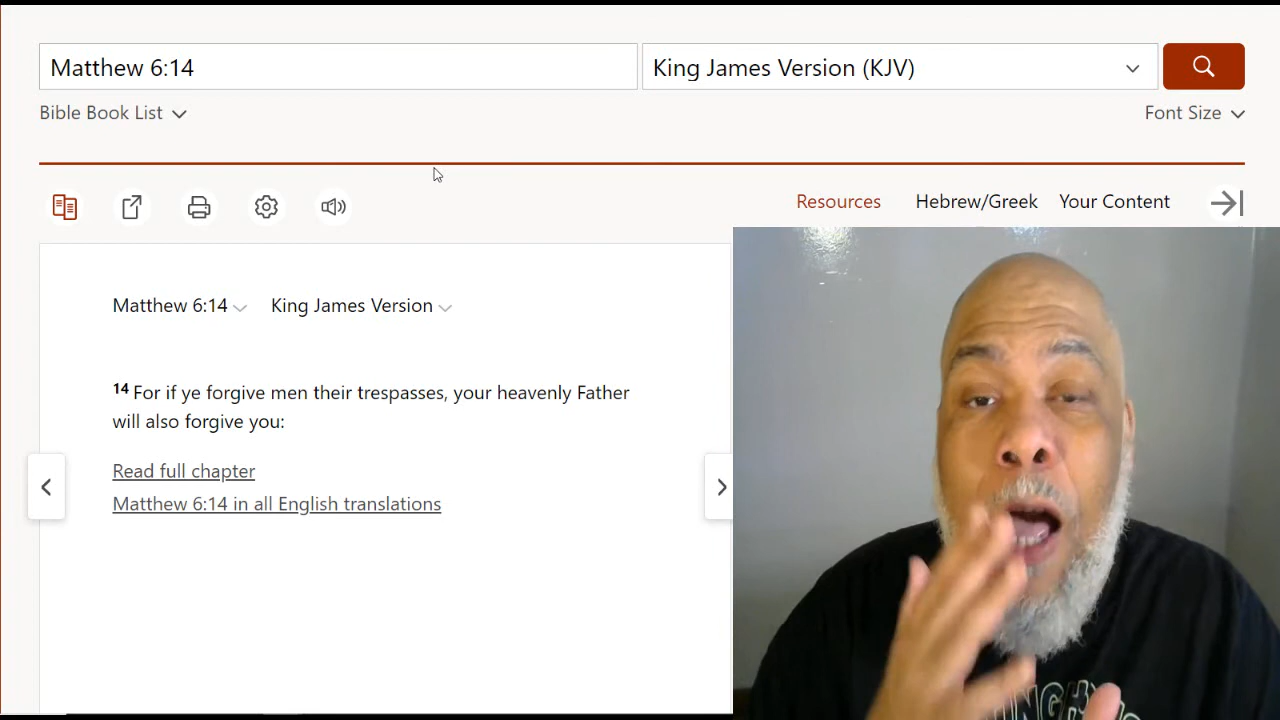 Matthew 6:14 King James Version (KJV)
Bible Book List Font Size
Resources Hebrew/Greek Your Content
Matthew 6:14 King James Version
14 For if ye forgive men their trespasses, your heavenly Father
will also forgive you:
Read full chapter
Matthew 6:14 in all English translations